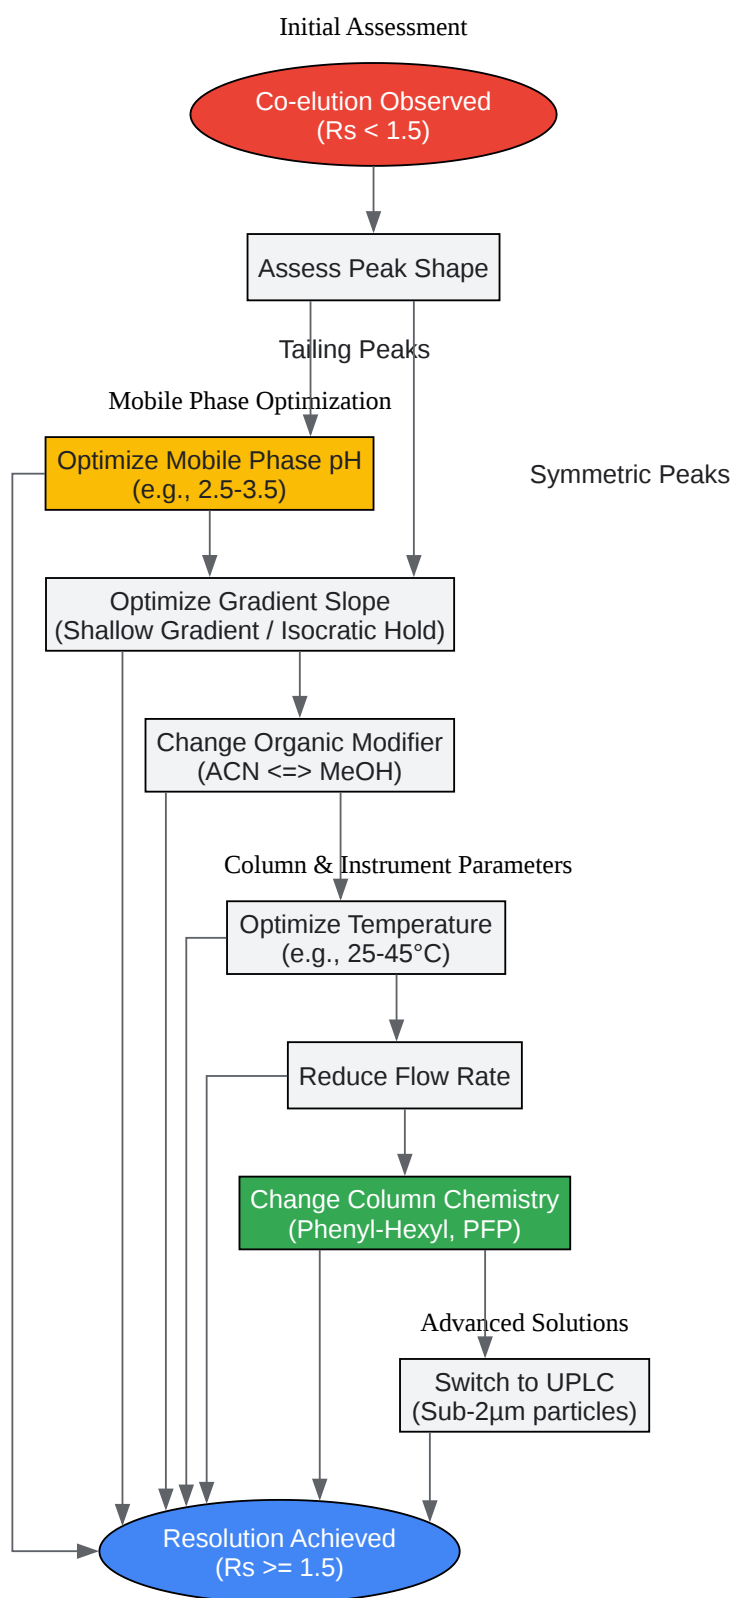 Initial Assessment
Co-elution Observed
(Rs < 1.5)
Assess Peak Shape
Tailing Peaks
Mobile Phase Optimization
Optimize Mobile Phase pH
(e.g., 2.5-3.5)
Symmetric Peaks
Optimize Gradient Slope
(Shallow Gradient / Isocratic Hold)
Change Organic Modifier
(ACN <=> MeOH)
Column & Instrument Parameters
Optimize Temperature
(e.g., 25-45°C)
Reduce Flow Rate
Change Column Chemistry
(Phenyl-Hexyl, PFP)
Advanced Solutions
Switch to UPLC
(Sub-2µm particles)
Resolution Achieved
(Rs >= 1.5)